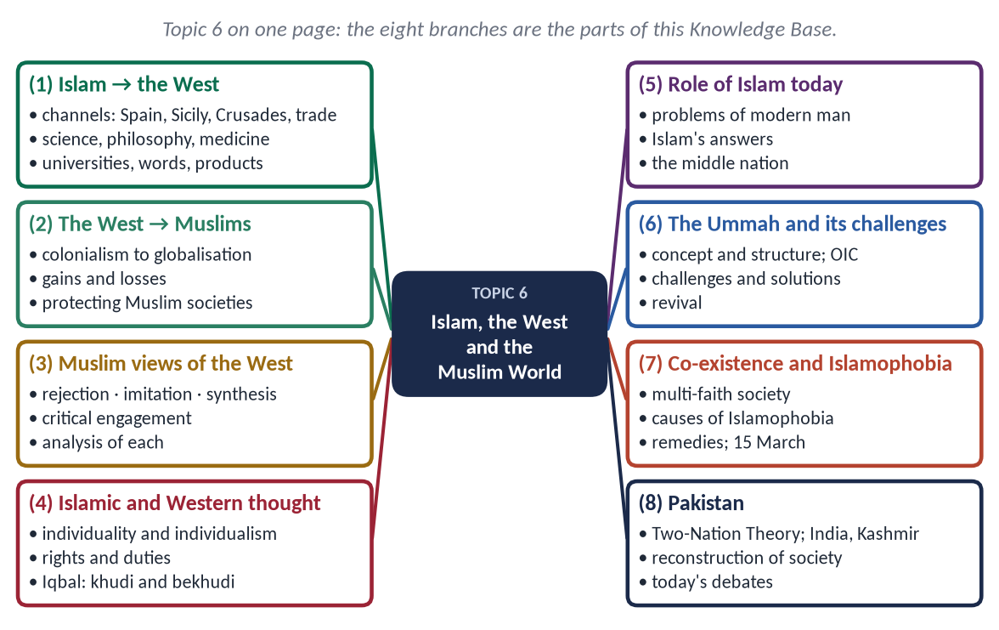 Topic 6 on one page: the eight branches are the parts of this Knowledge Base.
(1) Islam → the West
• channels: Spain, Sicily, Crusades, trade
• science, philosophy, medicine
• universities, words, products
(2) The West → Muslims
• colonialism to globalisation
• gains and losses
• protecting Muslim societies
(3) Muslim views of the West
• rejection · imitation · synthesis
• critical engagement
• analysis of each
(4) Islamic and Western thought
• individuality and individualism
• rights and duties
• Iqbal: khudi and bekhudi
TOPIC 6
Islam, the West
and the
Muslim World
(5) Role of Islam today
• problems of modern man
• Islam's answers
• the middle nation
(6) The Ummah and its challenges
• concept and structure; OIC
• challenges and solutions
• revival
(7) Co-existence and Islamophobia
• multi-faith society
• causes of Islamophobia
• remedies; 15 March
(8) Pakistan
• Two-Nation Theory; India, Kashmir
• reconstruction of society
• today's debates